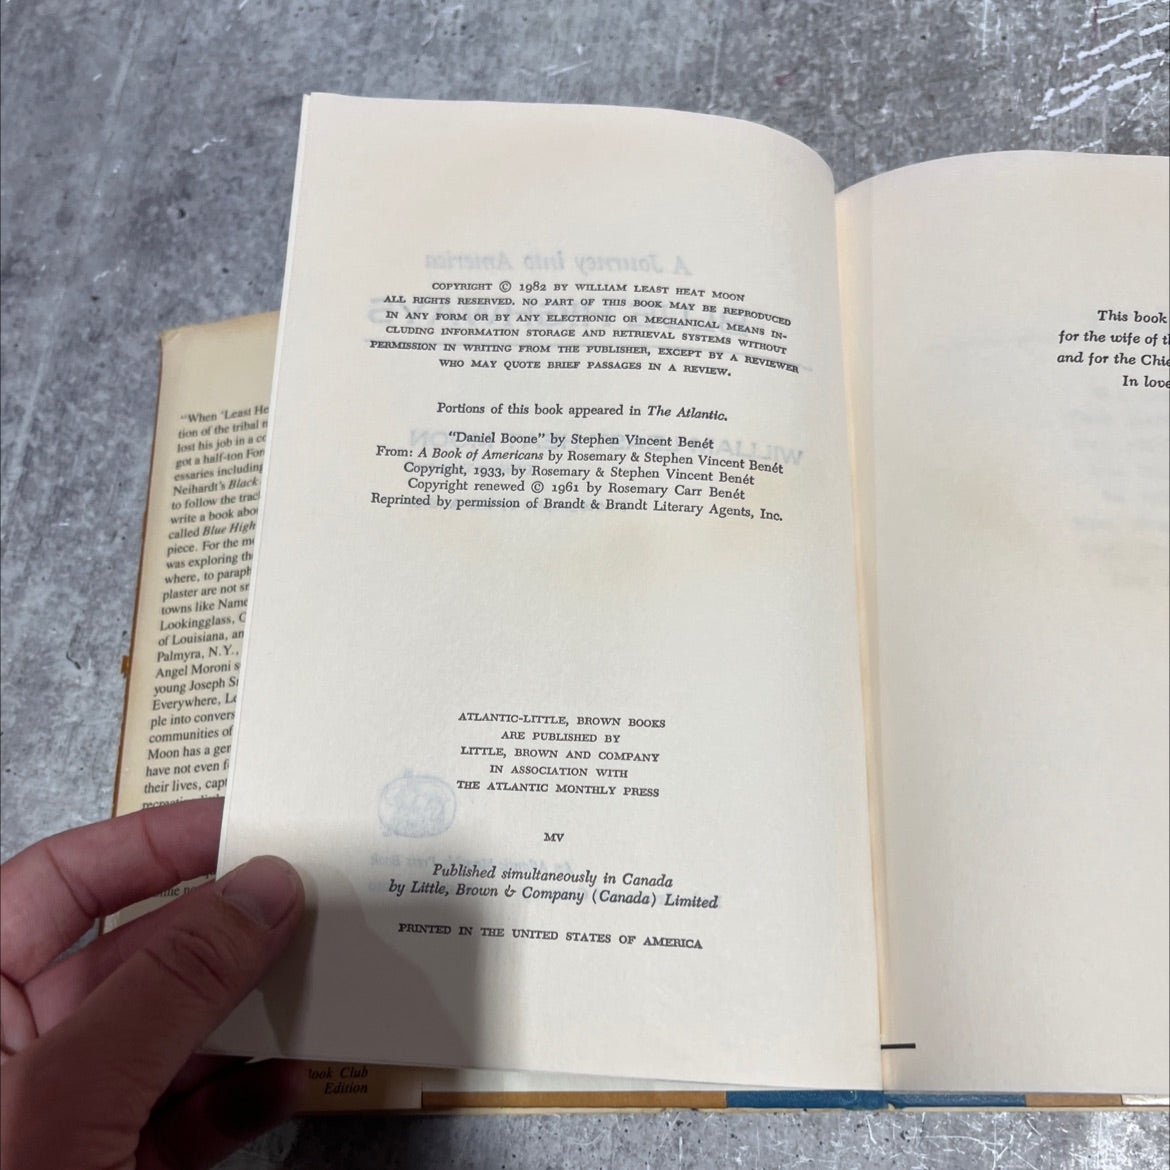 "When 'Least He
tion of the tribal n
lost his job in a co
got a half-ton For
essaries including
Neihardt's Black
to follow the trac
write a book abo
called Blue High
piece. For the mo
was exploring th
where, to paraph
plaster are not sr
towns like Name
Lookingglass, O
of Louisiana, an
Palmyra, N.Y.,
Angel Moroni s
young Joseph S
Everywhere, Le
ple into convers
communities of
Moon has a gen
have not even f
their lives, cap
Book Club
Edition
A Journey into America
COPYRIGHT © 1982 BY WILLIAM LEAST HEAT MOON
ALL RIGHTS RESERVED. NO PART OF THIS BOOK MAY BE REPRODUCED
IN ANY FORM OR BY ANY ELECTRONIC OR MECHANICAL MEANS IN-
CLUDING INFORMATION STORAGE AND RETRIEVAL SYSTEMS WITHOUT
PERMISSION IN WRITING FROM THE PUBLISHER, EXCEPT BY A REVIEWER
WHO MAY QUOTE BRIEF PASSAGES IN A REVIEW.
Portions of this book appeared in The Atlantic.
"Daniel Boone" by Stephen Vincent Benét
From: A Book of Americans by Rosemary & Stephen Vincent Benét
Copyright, 1933, by Rosemary & Stephen Vincent Benét
Copyright renewed © 1961 by Rosemary Carr Benét
Reprinted by permission of Brandt & Brandt Literary Agents, Inc.
ATLANTIC-LITTLE, BROWN BOOKS
ARE PUBLISHED BY
LITTLE, BROWN AND COMPANY
IN ASSOCIATION WITH
THE ATLANTIC MONTHLY PRESS
MV
Published simultaneously in Canada
by Little, Brown & Company (Canada) Limited
PRINTED IN THE UNITED STATES OF AMERICA
This book
for the wife of t
and for the Chie
In love